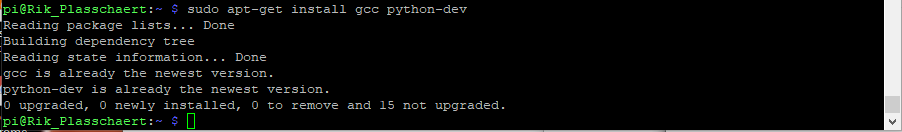 pi@Rik_Plasschaert:~ $ sudo apt-get install gcc python-dev
Reading package lists... Done
Building dependency tree
Reading state information... Done
gcc is already the newest version.
python-dev is already the newest version.
0 upgraded, 0 newly installed, 0 to remove and 15 not upgraded.
pi@Rik_Plasschaert:~ $